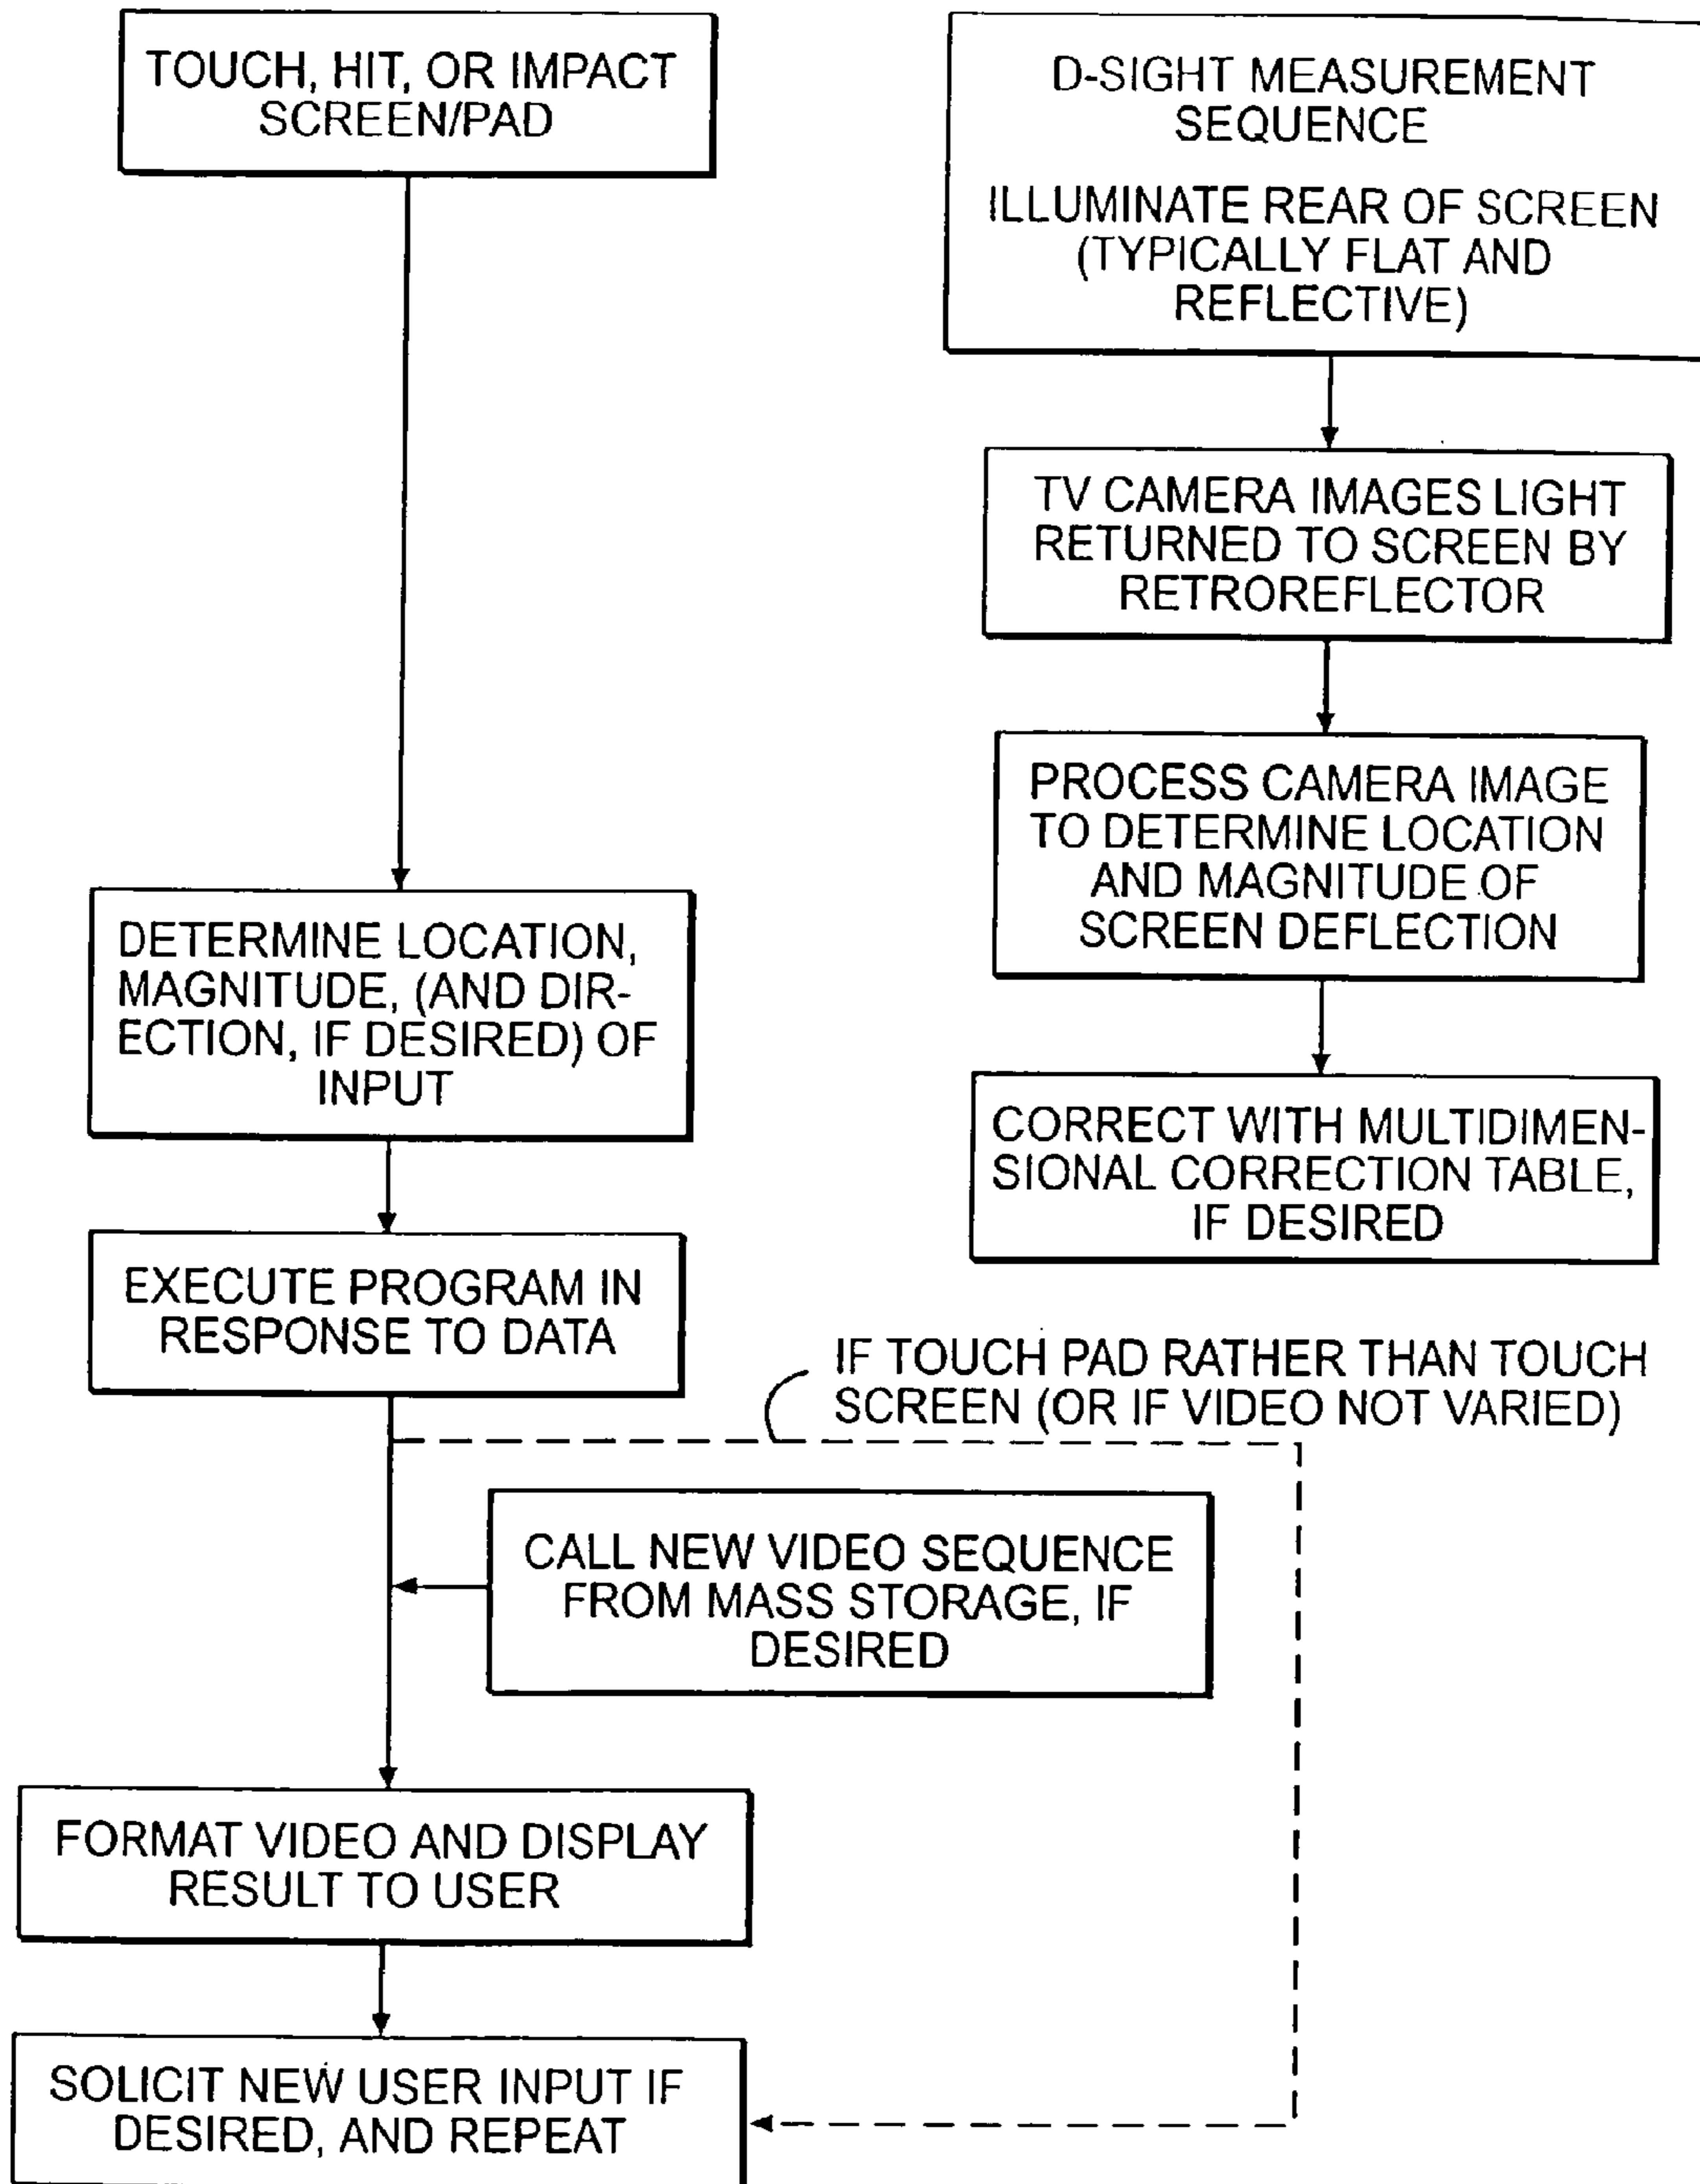 TOUCH, HIT, OR IMPACT
SCREEN/PAD
D-SIGHT MEASUREMENT
SEQUENCE
ILLUMINATE REAR OF SCREEN
(TYPICALLY FLAT AND
REFLECTIVE)
TV CAMERA IMAGES LIGHT
RETURNED TO SCREEN BY
RETROREFLECTOR
PROCESS CAMERA IMAGE
TO DETERMINE LOCATION
AND MAGNITUDE OF
SCREEN DEFLECTION
CORRECT WITH MULTIDIMEN-
SIONAL CORRECTION TABLE,
IF DESIRED
DETERMINE LOCATION,
MAGNITUDE, (AND DIR-
ECTION, IF DESIRED) OF
INPUT
EXECUTE PROGRAM IN
RESPONSE TO DATA
IF TOUCH PAD RATHER THAN TOUCH
SCREEN (OR IF VIDEO NOT VARIED)
CALL NEW VIDEO SEQUENCE
FROM MASS STORAGE, IF
DESIRED
FORMAT VIDEO AND DISPLAY
RESULT TO USER
SOLICIT NEW USER INPUT IF
DESIRED, AND REPEAT